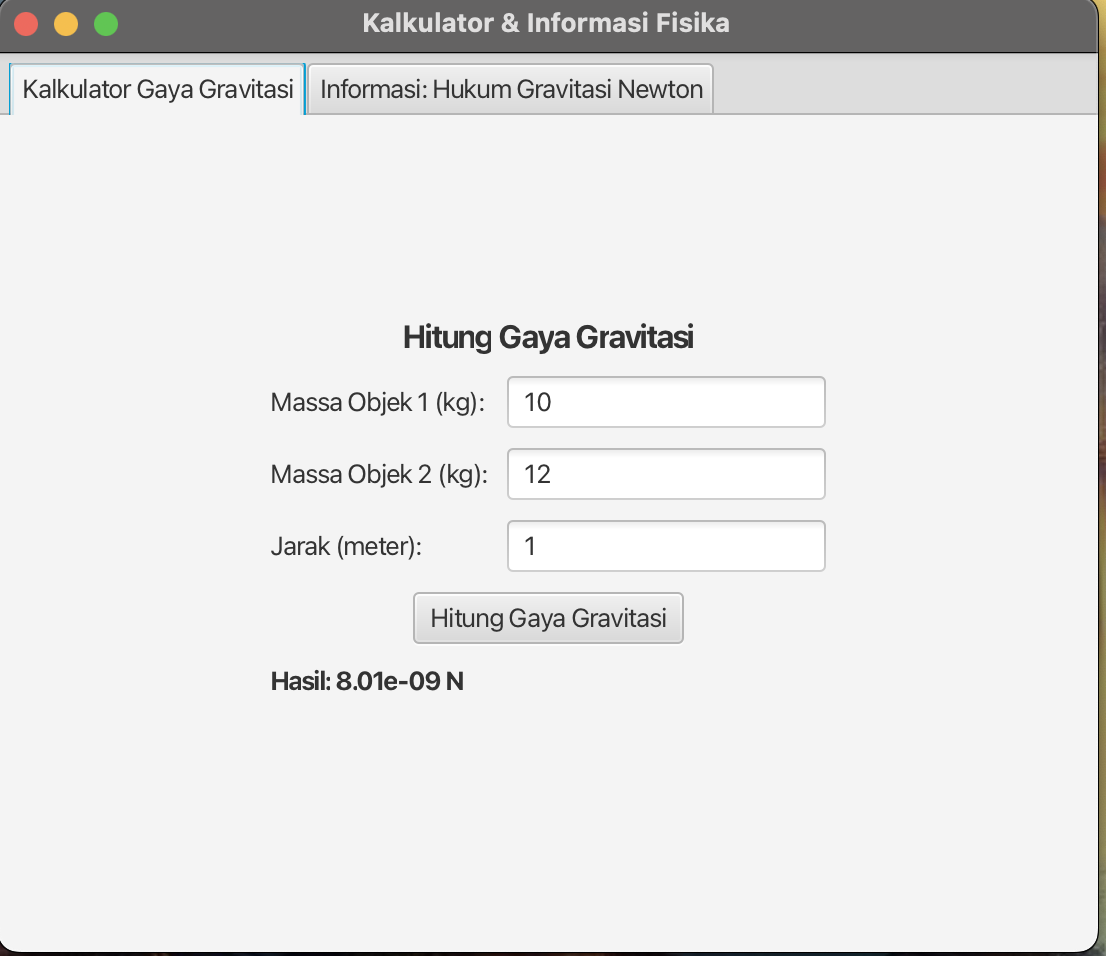 Kalkulator & Informasi Fisika
Kalkulator Gaya Gravitasi
Informasi: Hukum Gravitasi Newton
Hitung Gaya Gravitasi
Massa Objek 1 (kg): 10
Massa Objek 2 (kg): 12
Jarak (meter): 1
Hitung Gaya Gravitasi
Hasil: 8.01e-09 N